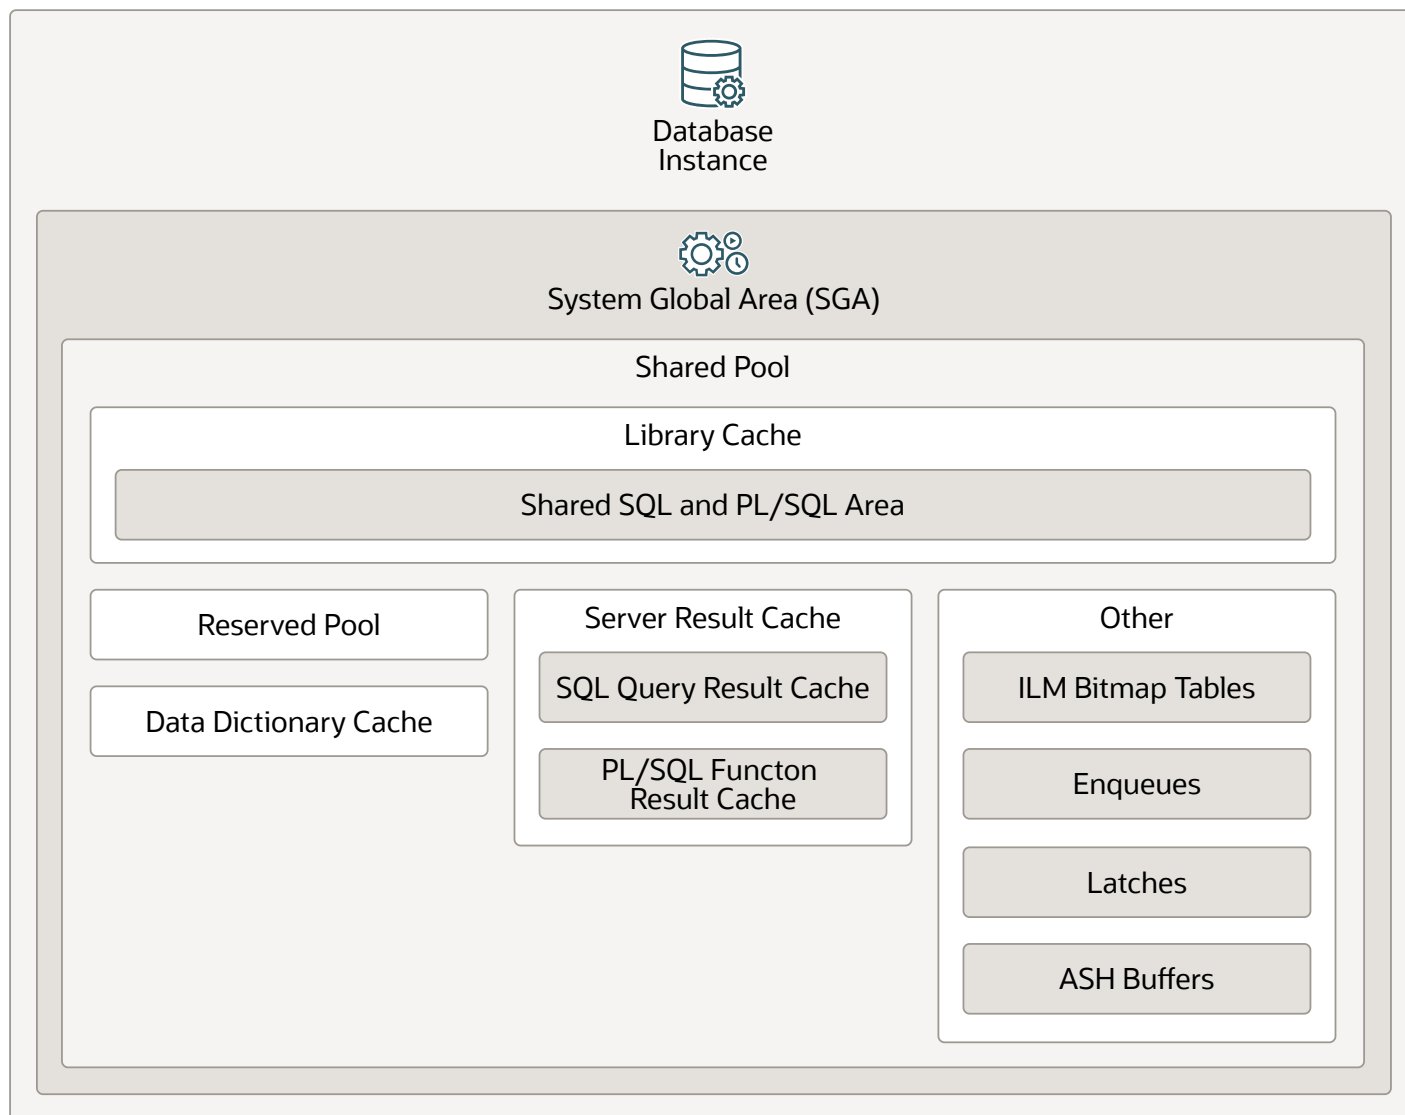 Database
Instance
System Global Area (SGA)
Shared Pool
Library Cache
Shared SQL and PL/SQL Area
Reserved Pool
Data Dictionary Cache
Server Result Cache
SQL Query Result Cache
PL/SQL Functon
Result Cache
Other
ILM Bitmap Tables
Enqueues
Latches
ASH Buffers